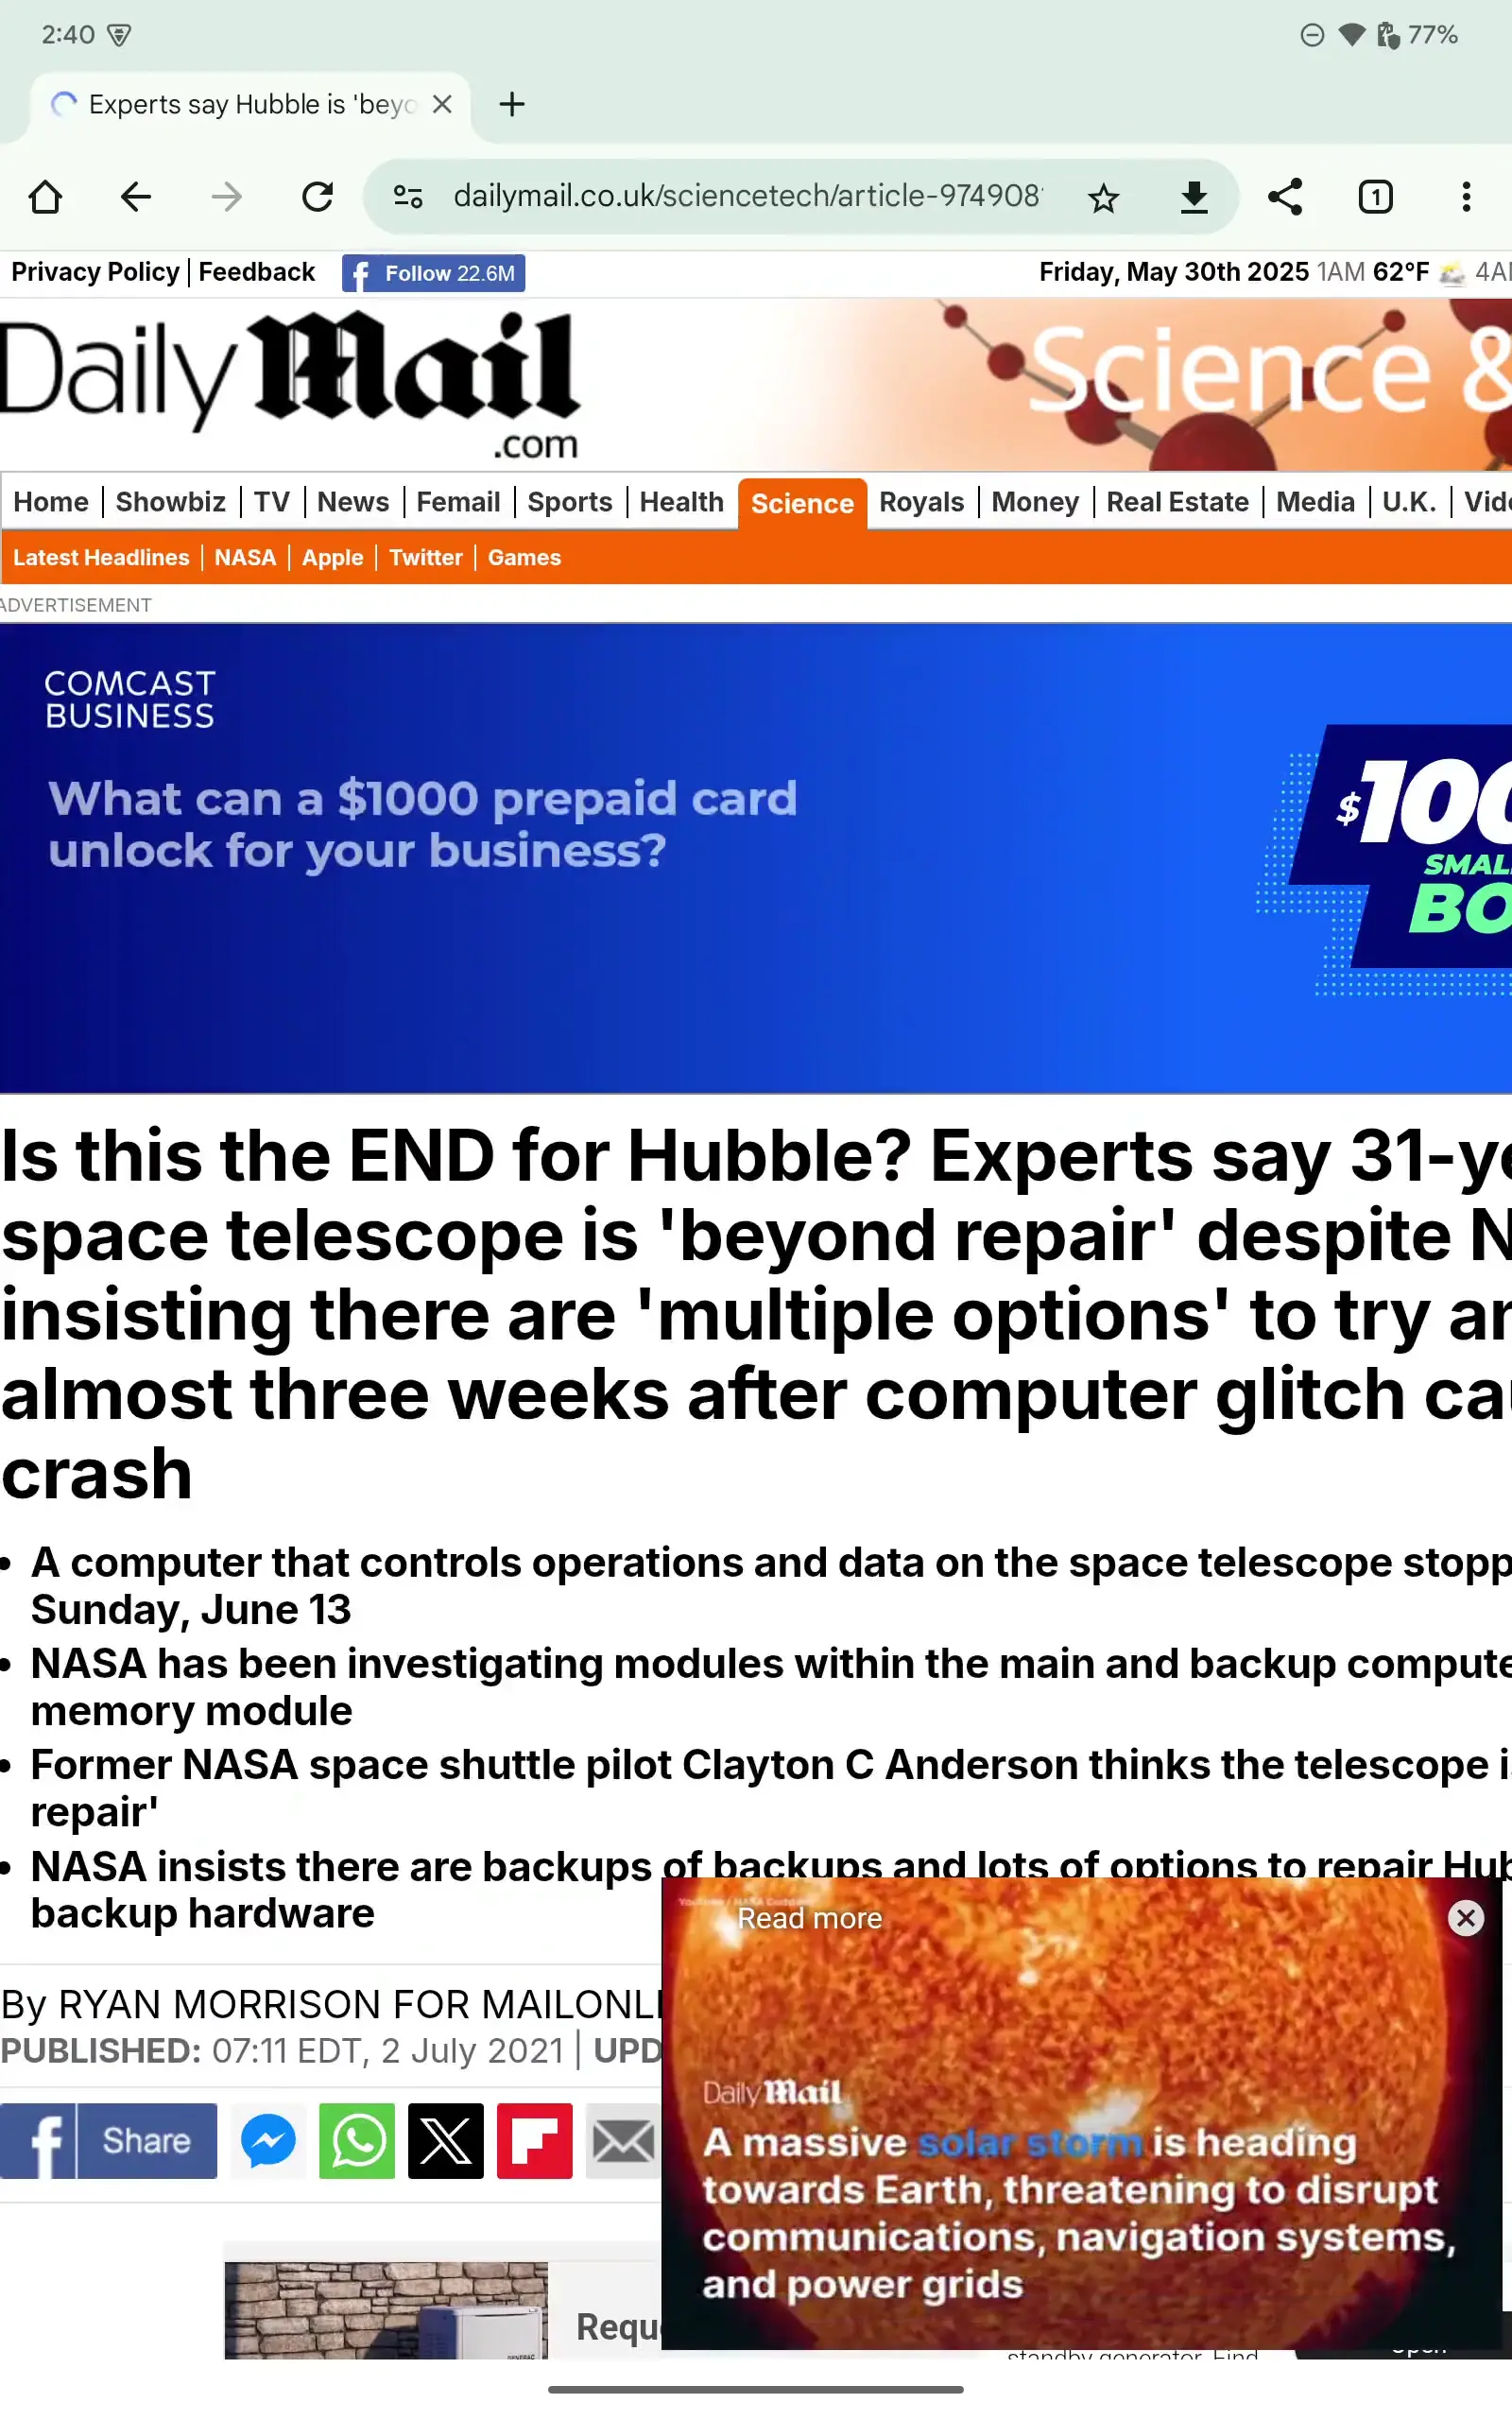 2:40
77%
Experts say Hubble is 'beyo
dailymail.co.uk/sciencetech/article-974908
1
Privacy Policy | Feedback
Follow 22.6M
Friday, May 30th 2025 1AM 62°F 4A
Daily Mail
.com
Science &
Home | Showbiz | TV | News | Femail | Sports | Health | Science | Royals | Money | Real Estate | Media | U.K. | Vide
Latest Headlines | NASA | Apple | Twitter | Games
ADVERTISEMENT
COMCAST
BUSINESS
What can a $1000 prepaid card
unlock for your business?
$100
SMAL
BO
Is this the END for Hubble? Experts say 31-ye
space telescope is 'beyond repair' despite N
insisting there are 'multiple options' to try an
almost three weeks after computer glitch cau
crash
• A computer that controls operations and data on the space telescope stopp
Sunday, June 13
• NASA has been investigating modules within the main and backup compute
memory module
• Former NASA space shuttle pilot Clayton C Anderson thinks the telescope is
repair'
• NASA insists there are backups of backups and lots of options to repair Hub
backup hardware
Read more
By RYAN MORRISON FOR MAILONLI
PUBLISHED: 07:11 EDT, 2 July 2021 | UPD
Share
Daily Mail
A massive solar storm is heading
towards Earth, threatening to disrupt
communications, navigation systems,
and power grids
Reque
standby generator. Find
Open